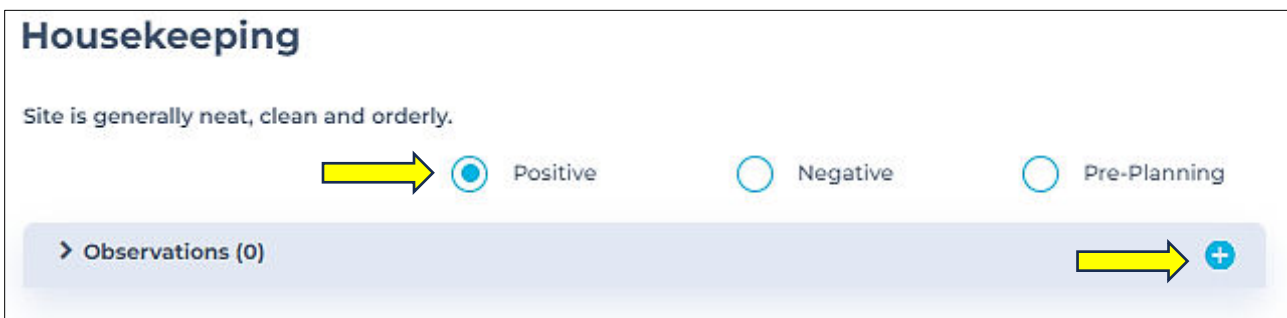 Housekeeping
Site is generally neat, clean and orderly.
Positive Negative Pre-Planning
Observations (0)